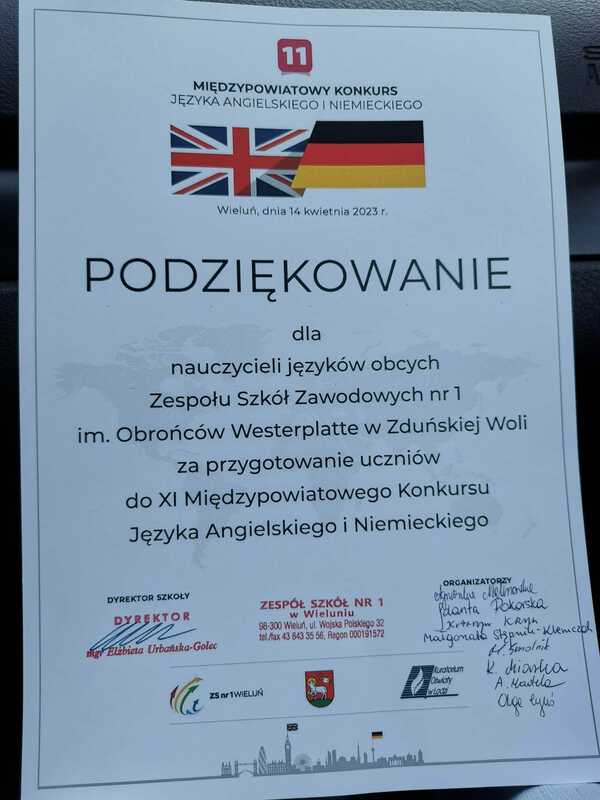 11
MIĘDZYPOWIATOWY KONKURS
JĘZYKA ANGIELSKIEGO I NIEMIECKIEGO
Wieluń, dnia 14 kwietnia 2023 r.
PODZIĘKOWANIE
dla
nauczycieli języków obcych
Zespołu Szkół Zawodowych nr 1
im. Obrońców Westerplatte w Zduńskiej Woli
za przygotowanie uczniów
do XI Międzypowiatowego Konkursu
Języka Angielskiego i Niemieckiego
DYREKTOR SZKOŁY
DYREKTOR
mgr Elżbieta Urbańska-Golec
ZESPÓŁ SZKÓŁ NR 1
w Wieluniu
98-300 Wieluń, ul. Wojska Polskiego 32
tel./fax 43 843 35 56, Regon 000191572
ORGANIZATORZY
Jolanta Rokorska
Małgorzata
K. Miaśka
ZS nr 1 WIELUŃ
Kuratorium
Oświaty
w Łodzi